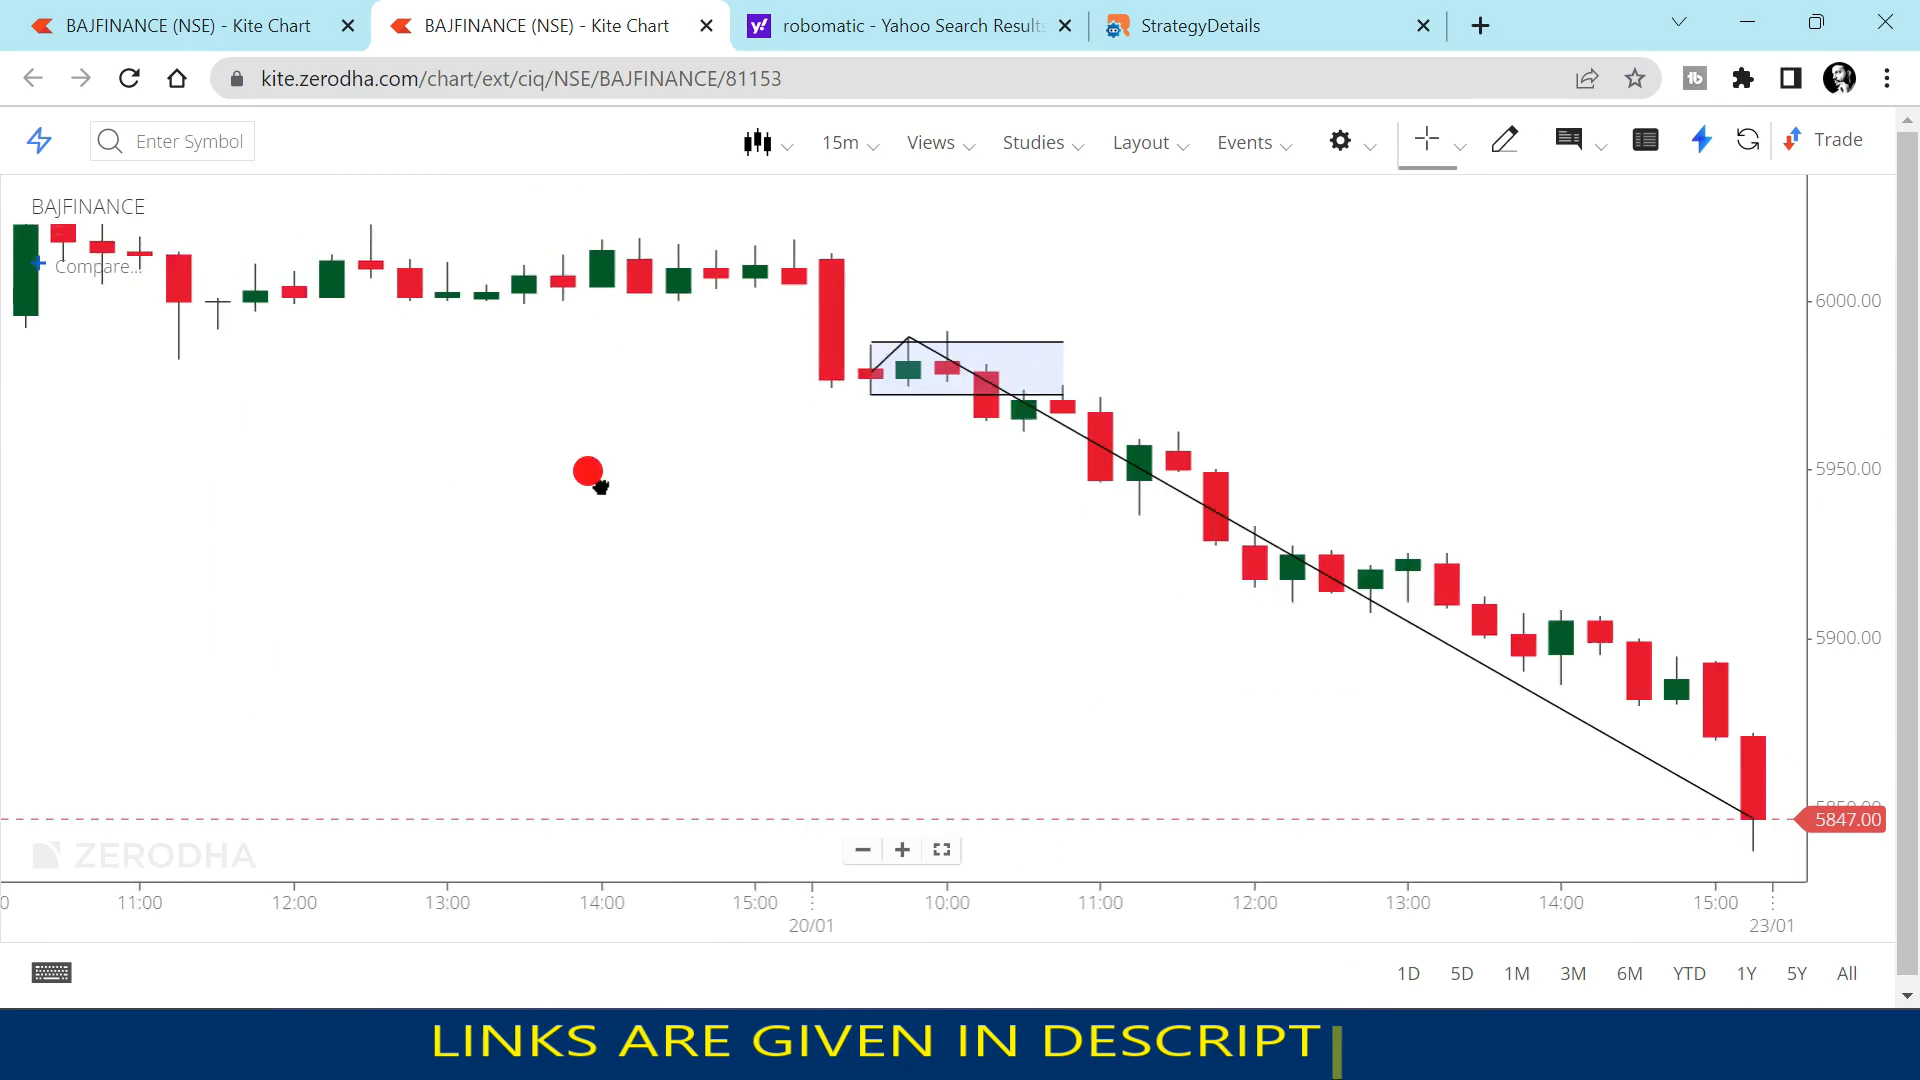 BAJFINANCE (NSE) - Kite Chart
BAJFINANCE (NSE) - Kite Chart
robomatic - Yahoo Search Results
StrategyDetails
kite.zerodha.com/chart/ext/ciq/NSE/BAJFINANCE/81153
Enter Symbol
15m
Views
Studies
Layout
Events
Trade
BAJFINANCE
Compare...
6000.00
5950.00
5900.00
5850.00
5847.00
ZERODHA
11:00 12:00 13:00 14:00 15:00 10:00 11:00 12:00 13:00 14:00 15:00
20/01 23/01
1D 5D 1M 3M 6M YTD 1Y 5Y All
LINKS ARE GIVEN IN DESCRIPT